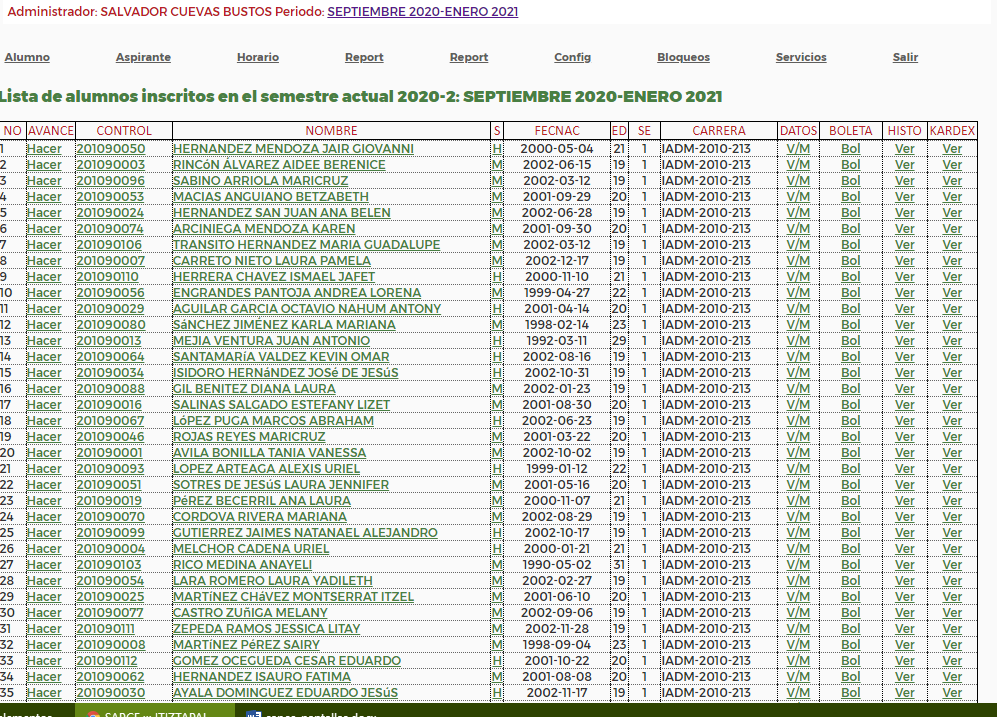 Administrador: SALVADOR CUEVAS BUSTOS Periodo: SEPTIEMBRE 2020-ENERO 2021
Alumno Aspirante Horario Report Report Config Bloqueos Servicios Salir
Lista de alumnos inscritos en el semestre actual 2020-2: SEPTIEMBRE 2020-ENERO 2021
NO AVANCE CONTROL NOMBRE S FECNAC ED SE CARRERA DATOS BOLETA HISTO KARDEX
1 Hacer 201090050 HERNANDEZ MENDOZA JAIR GIOVANNI H 2000-05-04 21 1 IADM-2010-213 V/M Bol Ver Ver
2 Hacer 201090003 RINCóN ÁLVAREZ AIDEE BERENICE M 2002-06-15 19 1 IADM-2010-213 V/M Bol Ver Ver
3 Hacer 201090096 SABINO ARRIOLA MARICRUZ M 2002-03-12 19 1 IADM-2010-213 V/M Bol Ver Ver
4 Hacer 201090053 MACIAS ANGUIANO BETZABETH M 2001-09-29 20 1 IADM-2010-213 V/M Bol Ver Ver
5 Hacer 201090024 HERNANDEZ SAN JUAN ANA BELEN M 2002-06-28 19 1 IADM-2010-213 V/M Bol Ver Ver
6 Hacer 201090074 ARCINIEGA MENDOZA KAREN M 2001-09-30 20 1 IADM-2010-213 V/M Bol Ver Ver
7 Hacer 201090106 TRANSITO HERNANDEZ MARIA GUADALUPE M 2002-03-12 19 1 IADM-2010-213 V/M Bol Ver Ver
8 Hacer 201090007 CARRETO NIETO LAURA PAMELA M 2002-12-17 19 1 IADM-2010-213 V/M Bol Ver Ver
9 Hacer 201090110 HERRERA CHAVEZ ISMAEL JAFET H 2000-11-10 21 1 IADM-2010-213 V/M Bol Ver Ver
10 Hacer 201090056 ENGRANDES PANTOJA ANDREA LORENA M 1999-04-27 22 1 IADM-2010-213 V/M Bol Ver Ver
11 Hacer 201090029 AGUILAR GARCIA OCTAVIO NAHUM ANTONY H 2001-04-14 20 1 IADM-2010-213 V/M Bol Ver Ver
12 Hacer 201090080 SáNCHEZ JIMÉNEZ KARLA MARIANA M 1998-02-14 23 1 IADM-2010-213 V/M Bol Ver Ver
13 Hacer 201090013 MEJIA VENTURA JUAN ANTONIO H 1992-03-11 29 1 IADM-2010-213 V/M Bol Ver Ver
14 Hacer 201090064 SANTAMARíA VALDEZ KEVIN OMAR H 2002-08-16 19 1 IADM-2010-213 V/M Bol Ver Ver
15 Hacer 201090034 ISIDORO HERNáNDEZ JOSé DE JESúS H 2002-10-31 19 1 IADM-2010-213 V/M Bol Ver Ver
16 Hacer 201090088 GIL BENITEZ DIANA LAURA M 2002-01-23 19 1 IADM-2010-213 V/M Bol Ver Ver
17 Hacer 201090016 SALINAS SALGADO ESTEFANY LIZET M 2001-08-30 20 1 IADM-2010-213 V/M Bol Ver Ver
18 Hacer 201090067 LóPEZ PUGA MARCOS ABRAHAM H 2002-06-23 19 1 IADM-2010-213 V/M Bol Ver Ver
19 Hacer 201090046 ROJAS REYES MARICRUZ M 2001-03-22 20 1 IADM-2010-213 V/M Bol Ver Ver
20 Hacer 201090001 AVILA BONILLA TANIA VANESSA M 2002-10-02 19 1 IADM-2010-213 V/M Bol Ver Ver
21 Hacer 201090093 LOPEZ ARTEAGA ALEXIS URIEL H 1999-01-12 22 1 IADM-2010-213 V/M Bol Ver Ver
22 Hacer 201090051 SOTRES DE JESúS LAURA JENNIFER M 2001-05-16 20 1 IADM-2010-213 V/M Bol Ver Ver
23 Hacer 201090019 PéREZ BECERRIL ANA LAURA M 2000-11-07 21 1 IADM-2010-213 V/M Bol Ver Ver
24 Hacer 201090070 CORDOVA RIVERA MARIANA M 2002-08-29 19 1 IADM-2010-213 V/M Bol Ver Ver
25 Hacer 201090099 GUTIERREZ JAIMES NATANAEL ALEJANDRO H 2002-10-17 19 1 IADM-2010-213 V/M Bol Ver Ver
26 Hacer 201090004 MELCHOR CADENA URIEL H 2000-01-21 21 1 IADM-2010-213 V/M Bol Ver Ver
27 Hacer 201090103 RICO MEDINA ANAYELI M 1990-05-02 31 1 IADM-2010-213 V/M Bol Ver Ver
28 Hacer 201090054 LARA ROMERO LAURA YADILETH M 2002-02-27 19 1 IADM-2010-213 V/M Bol Ver Ver
29 Hacer 201090025 MARTíNEZ CHáVEZ MONTSERRAT ITZEL M 2001-06-10 20 1 IADM-2010-213 V/M Bol Ver Ver
30 Hacer 201090077 CASTRO ZUñIGA MELANY M 2002-09-06 19 1 IADM-2010-213 V/M Bol Ver Ver
31 Hacer 201090111 ZEPEDA RAMOS JESSICA LITAY M 2002-11-28 19 1 IADM-2010-213 V/M Bol Ver Ver
32 Hacer 201090008 MARTíNEZ PéREZ SAIRY M 1998-09-04 23 1 IADM-2010-213 V/M Bol Ver Ver
33 Hacer 201090112 GOMEZ OCEGUEDA CESAR EDUARDO H 2001-10-22 20 1 IADM-2010-213 V/M Bol Ver Ver
34 Hacer 201090062 HERNANDEZ ISAURO FATIMA M 2001-08-08 20 1 IADM-2010-213 V/M Bol Ver Ver
35 Hacer 201090030 AYALA DOMINGUEZ EDUARDO JESúS H 2002-11-17 19 1 IADM-2010-213 V/M Bol Ver Ver